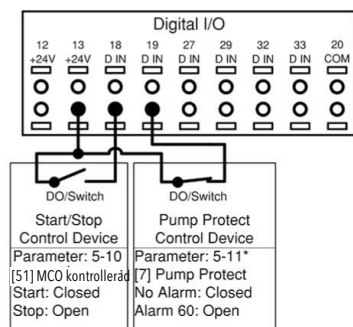 Digital I/O
12 13 18 19 27 29 32 33 20
+24V +24V D IN D IN D IN D IN D IN D IN COM
DO/Switch
Start/Stop
Control Device
Parameter: 5-10
[51] MCO kontrolleråd
Start: Closed
Stop: Open
DO/Switch
Pump Protect
Control Device
Parameter: 5-11*
[7] Pump Protect
No Alarm: Closed
Alarm 60: Open